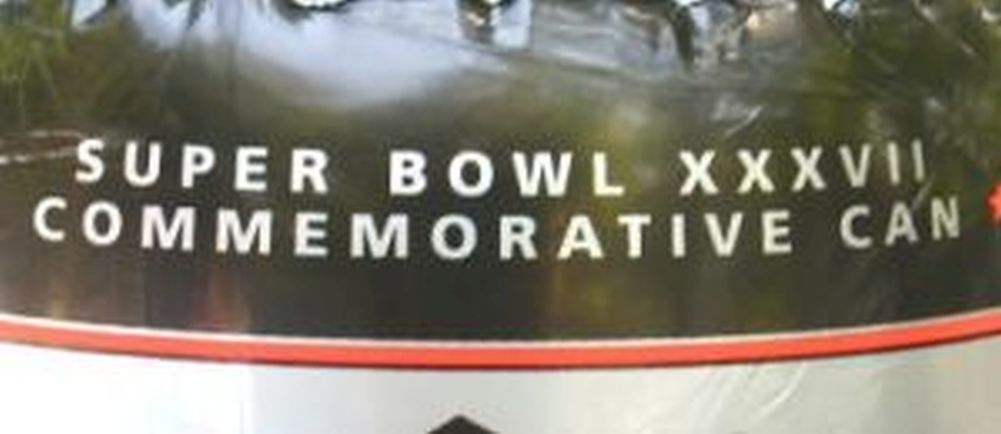 SUPER BOWL XXXVII
COMMEMORATIVE CAN